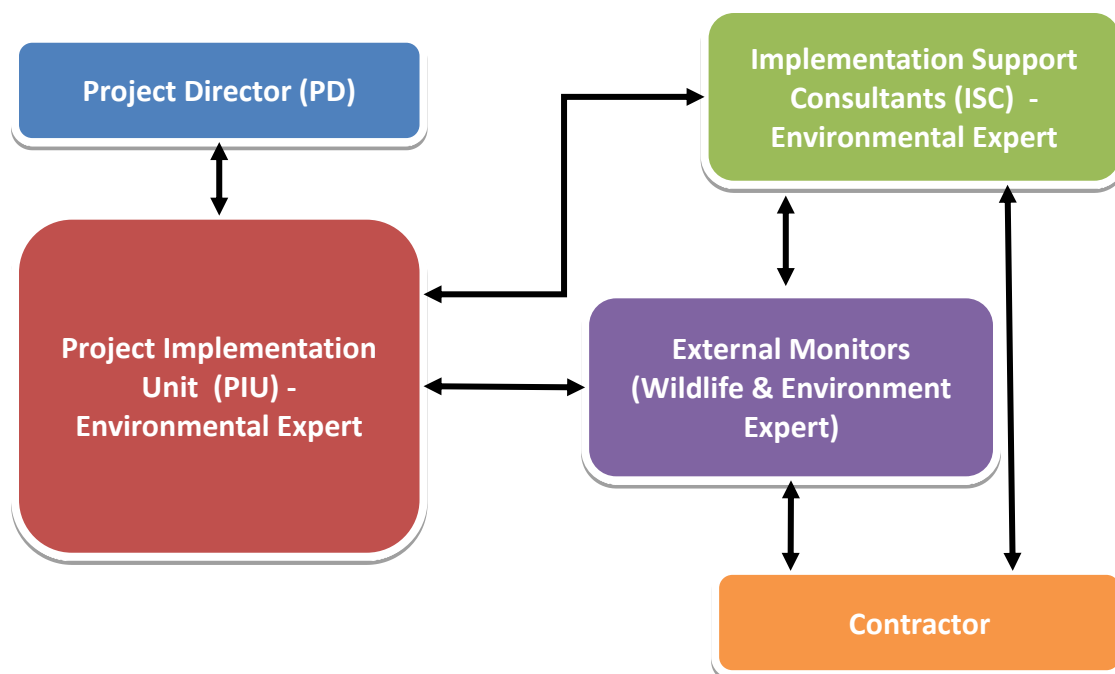 Project Director (PD)
Implementation Support
Consultants (ISC)  -
Environmental Expert
Project Implementation
Unit  (PIU) -
Environmental Expert
External Monitors
(Wildlife & Environment
Expert)
Contractor